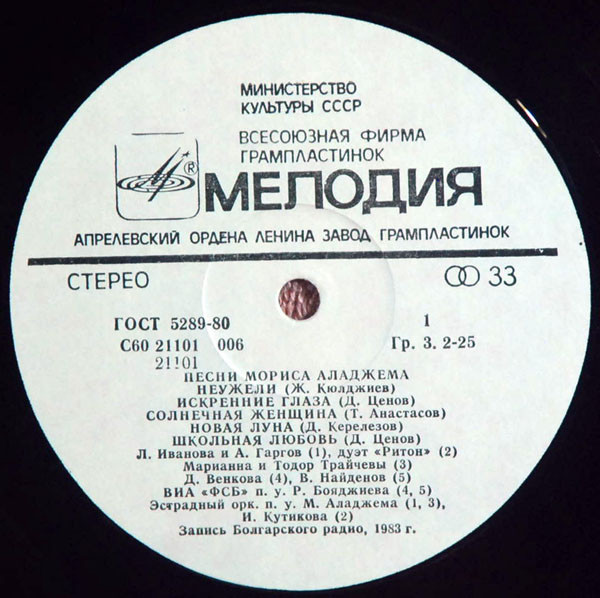 МИНИСТЕРСТВО
КУЛЬТУРЫ СССР
ВСЕСОЮЗНАЯ ФИРМА
ГРАМПЛАСТИНОК
®
МЕЛОДИЯ
АПРЕЛЕВСКИЙ ОРДЕНА ЛЕНИНА ЗАВОД ГРАМПЛАСТИНОК
СТЕРЕО 33
ГОСТ 5289-80 1
С60 21101 006 Гр. 3. 2-25
21101
ПЕСНИ МОРИСА АЛАДЖЕМА
НЕУЖЕЛИ (Ж. Кюлджиев)
ИСКРЕННИЕ ГЛАЗА (Д. Ценов)
СОЛНЕЧНАЯ ЖЕНЩИНА (Т. Анастасов)
НОВАЯ ЛУНА (Д. Керелезов)
ШКОЛЬНАЯ ЛЮБОВЬ (Д. Ценов)
Л. Иванова и А. Гаргов (1), дуэт «Ритон» (2)
Марианна и Тодор Трайчевы (3)
Д. Венкова (4), В. Найденов (5)
ВИА «ФСБ» п. у. Р. Бояджиева (4, 5)
Эстрадный орк. п. у. М. Аладжема (1, 3),
И. Кутикова (2)
Запись Болгарского радио, 1983 г.